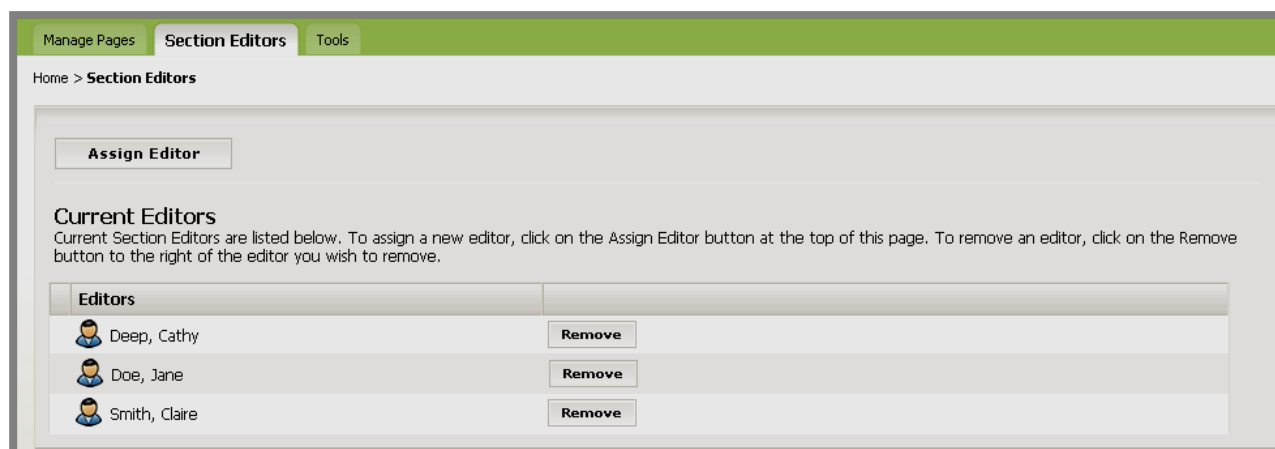 Manage Pages Section Editors Tools
Home > Section Editors
Assign Editor
Current Editors
Current Section Editors are listed below. To assign a new editor, click on the Assign Editor button at the top of this page. To remove an editor, click on the Remove
button to the right of the editor you wish to remove.
Editors
Deep, Cathy Remove
Doe, Jane Remove
Smith, Claire Remove